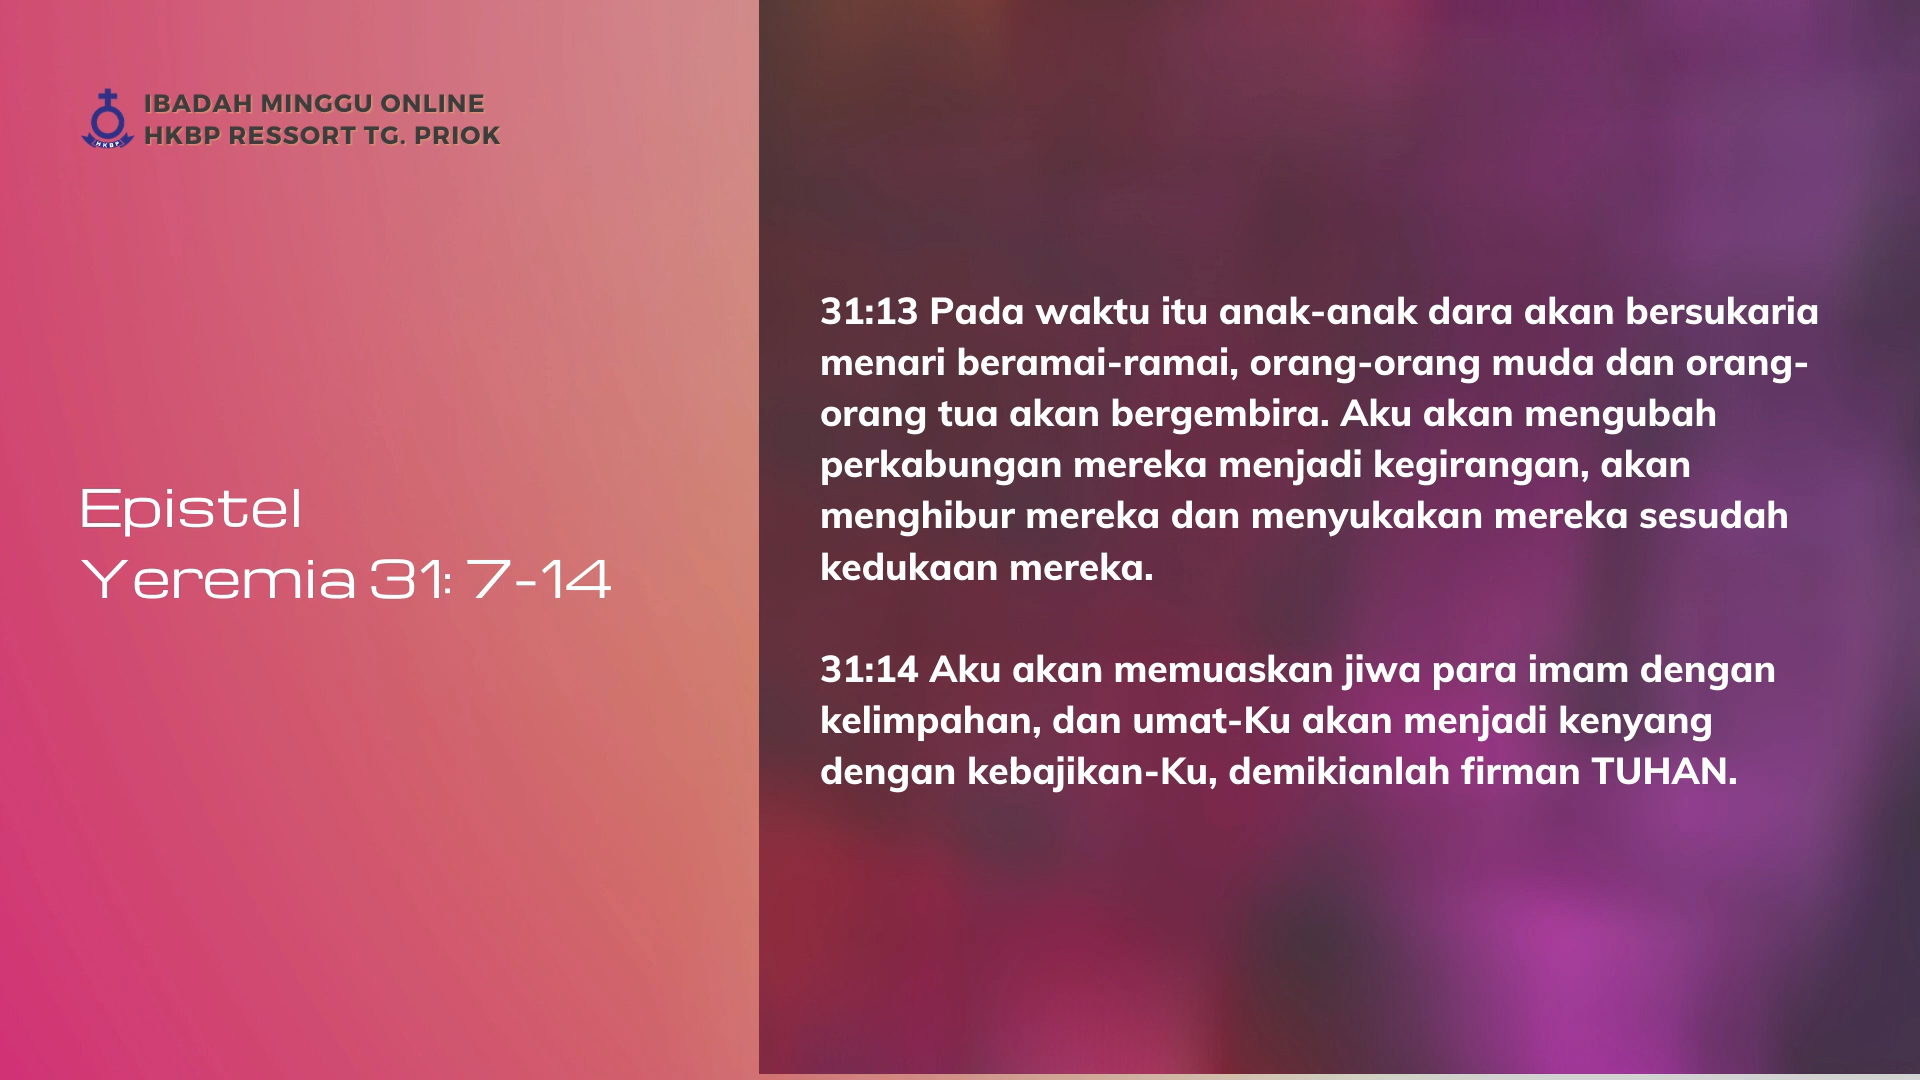 IBADAH MINGGU ONLINE
HKBP RESSORT TG. PRIOK
HKBP
Epistel
Yeremia 31: 7-14
31:13 Pada waktu itu anak-anak dara akan bersukaria
menari beramai-ramai, orang-orang muda dan orang-
orang tua akan bergembira. Aku akan mengubah
perkabungan mereka menjadi kegirangan, akan
menghibur mereka dan menyukakan mereka sesudah
kedukaan mereka.
31:14 Aku akan memuaskan jiwa para imam dengan
kelimpahan, dan umat-Ku akan menjadi kenyang
dengan kebajikan-Ku, demikianlah firman TUHAN.